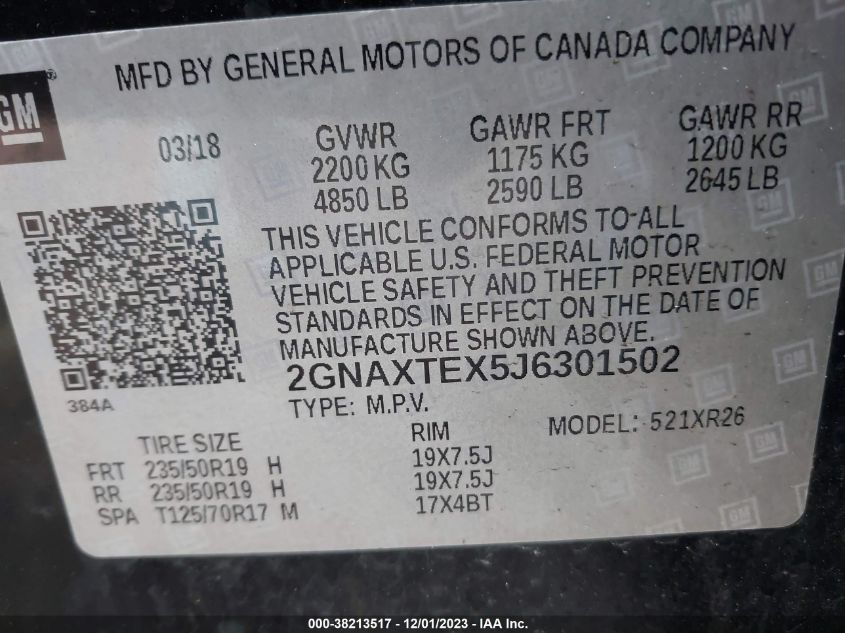 MFD BY GENERAL MOTORS OF CANADA COMPANY
GM®
03/18
GVWR GAWR FRT GAWR RR
2200 KG 1175 KG 1200 KG
4850 LB 2590 LB 2645 LB
THIS VEHICLE CONFORMS TO ALL
APPLICABLE U.S. FEDERAL MOTOR
VEHICLE SAFETY AND THEFT PREVENTION
STANDARDS IN EFFECT ON THE DATE OF
MANUFACTURE SHOWN ABOVE.
2GNAXTEX5J6301502
384A
TYPE: M.P.V.
MODEL: 521XR26
TIRE SIZE RIM
FRT 235/50R19 H 19X7.5J
RR 235/50R19 H 19X7.5J
SPA T125/70R17 M 17X4BT
000-38213517 - 12/01/2023 - IAA Inc.